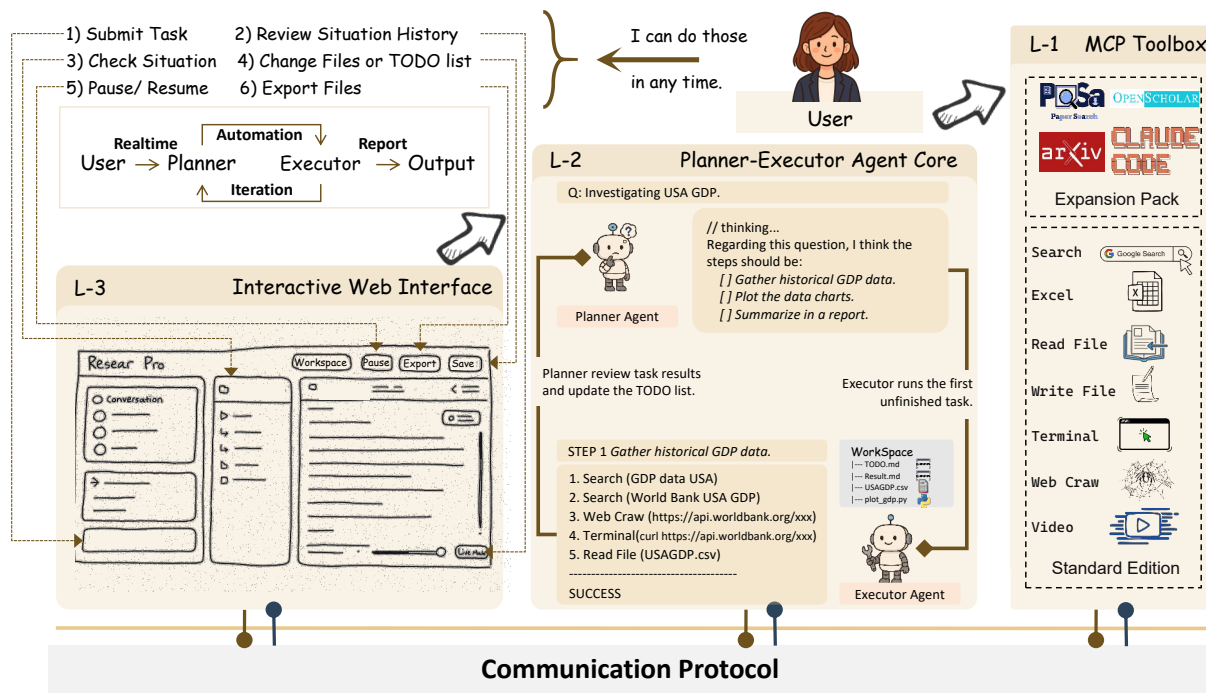 1) Submit Task
2) Review Situation History
3) Check Situation
4) Change Files or TODO list
5) Pause/ Resume
6) Export Files
I can do those
in any time.
User
Realtime
Automation
Report
User
Planner
Executor
Output
Iteration
L-3
Interactive Web Interface
Resear Pro
Workspace
Pause
Export
Save
Conversation
L-2
Planner-Executor Agent Core
Q: Investigating USA GDP.
// thinking...
Regarding this question, I think the
steps should be:
[ ] Gather historical GDP data.
[ ] Plot the data charts.
[ ] Summarize in a report.
Planner Agent
Planner review task results
and update the TODO list.
Executor runs the first
unfinished task.
STEP 1 Gather historical GDP data.
1. Search (GDP data USA)
2. Search (World Bank USA GDP)
3. Web Craw (https://api.worldbank.org/xxx)
4. Terminal(curl https://api.worldbank.org/xxx)
5. Read File (USAGDP.csv)
-------------------------------------
SUCCESS
WorkSpace
|--- TODO.md
|--- Result.md
|--- USAGDP.csv
|--- plot_gdp.py
Executor Agent
L-1
MCP Toolbox
PaSa
Paper Search
OPENSCHOLAR
arXiv
CLAUDE
CODE
Expansion Pack
Search
Google Search
Excel
Read File
Write File
Terminal
Web Craw
Video
Standard Edition
Communication Protocol